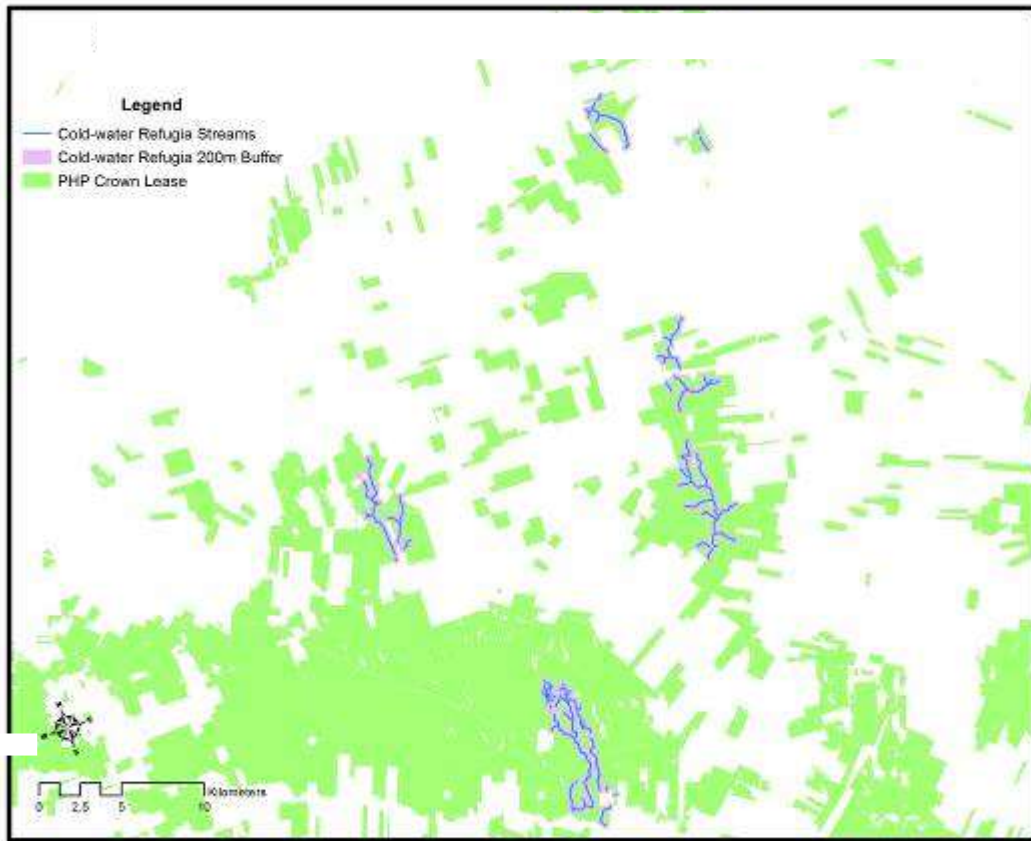 Legend
Cold-water Refugia Streams
Cold-water Refugia 200m Buffer
PHP Crown Lease
Kilometers
0 2.5 5 10